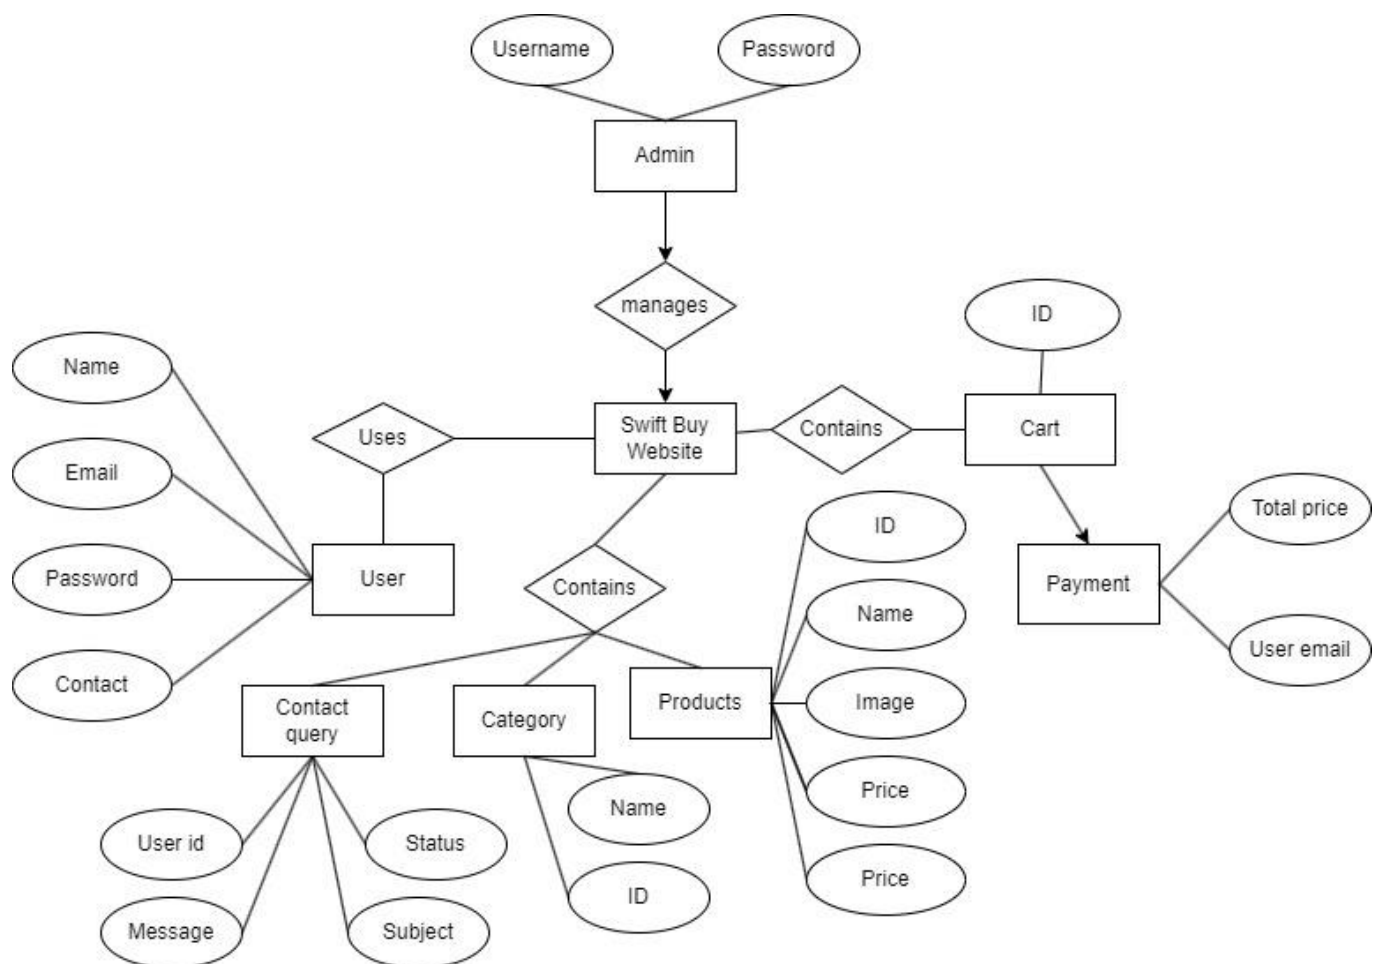 Username
Password
Admin
manages
ID
Name
Uses
Swift Buy
Website
Contains
Cart
Email
ID
Total price
Password
User
Contains
Name
Payment
User email
Contact
Contact
query
Category
Products
Image
Name
Price
User id
Status
ID
Price
Message
Subject